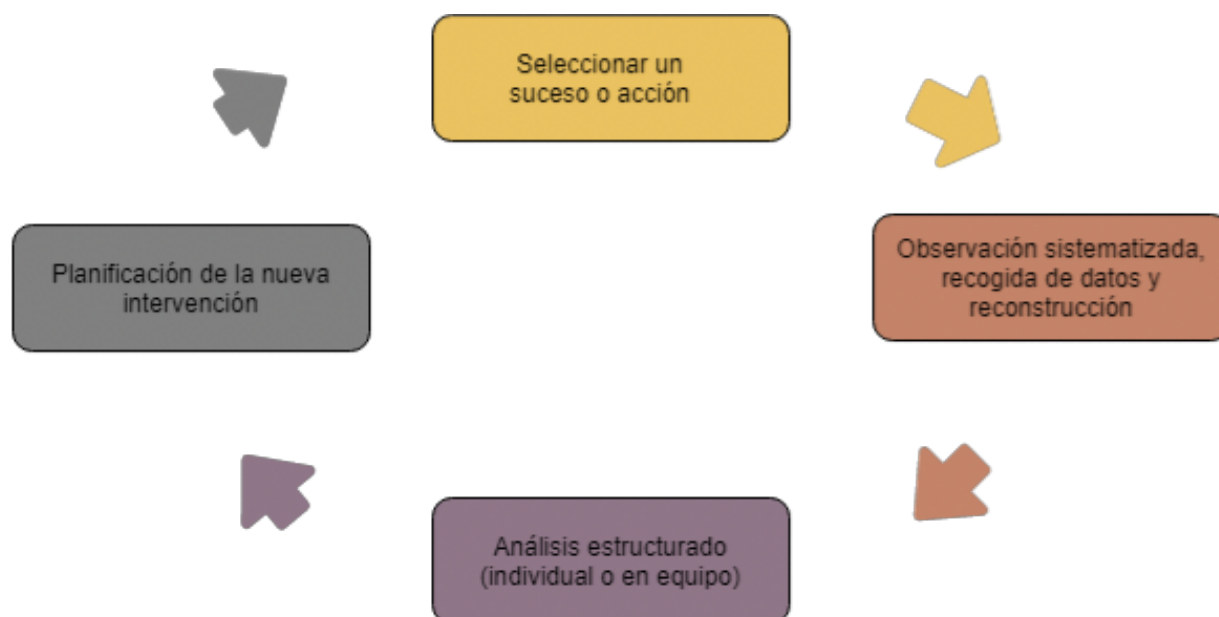 Seleccionar un
suceso o acción
Observación sistematizada,
recogida de datos y
reconstrucción
Planificación de la nueva
intervención
Análisis estructurado
(individual o en equipo)